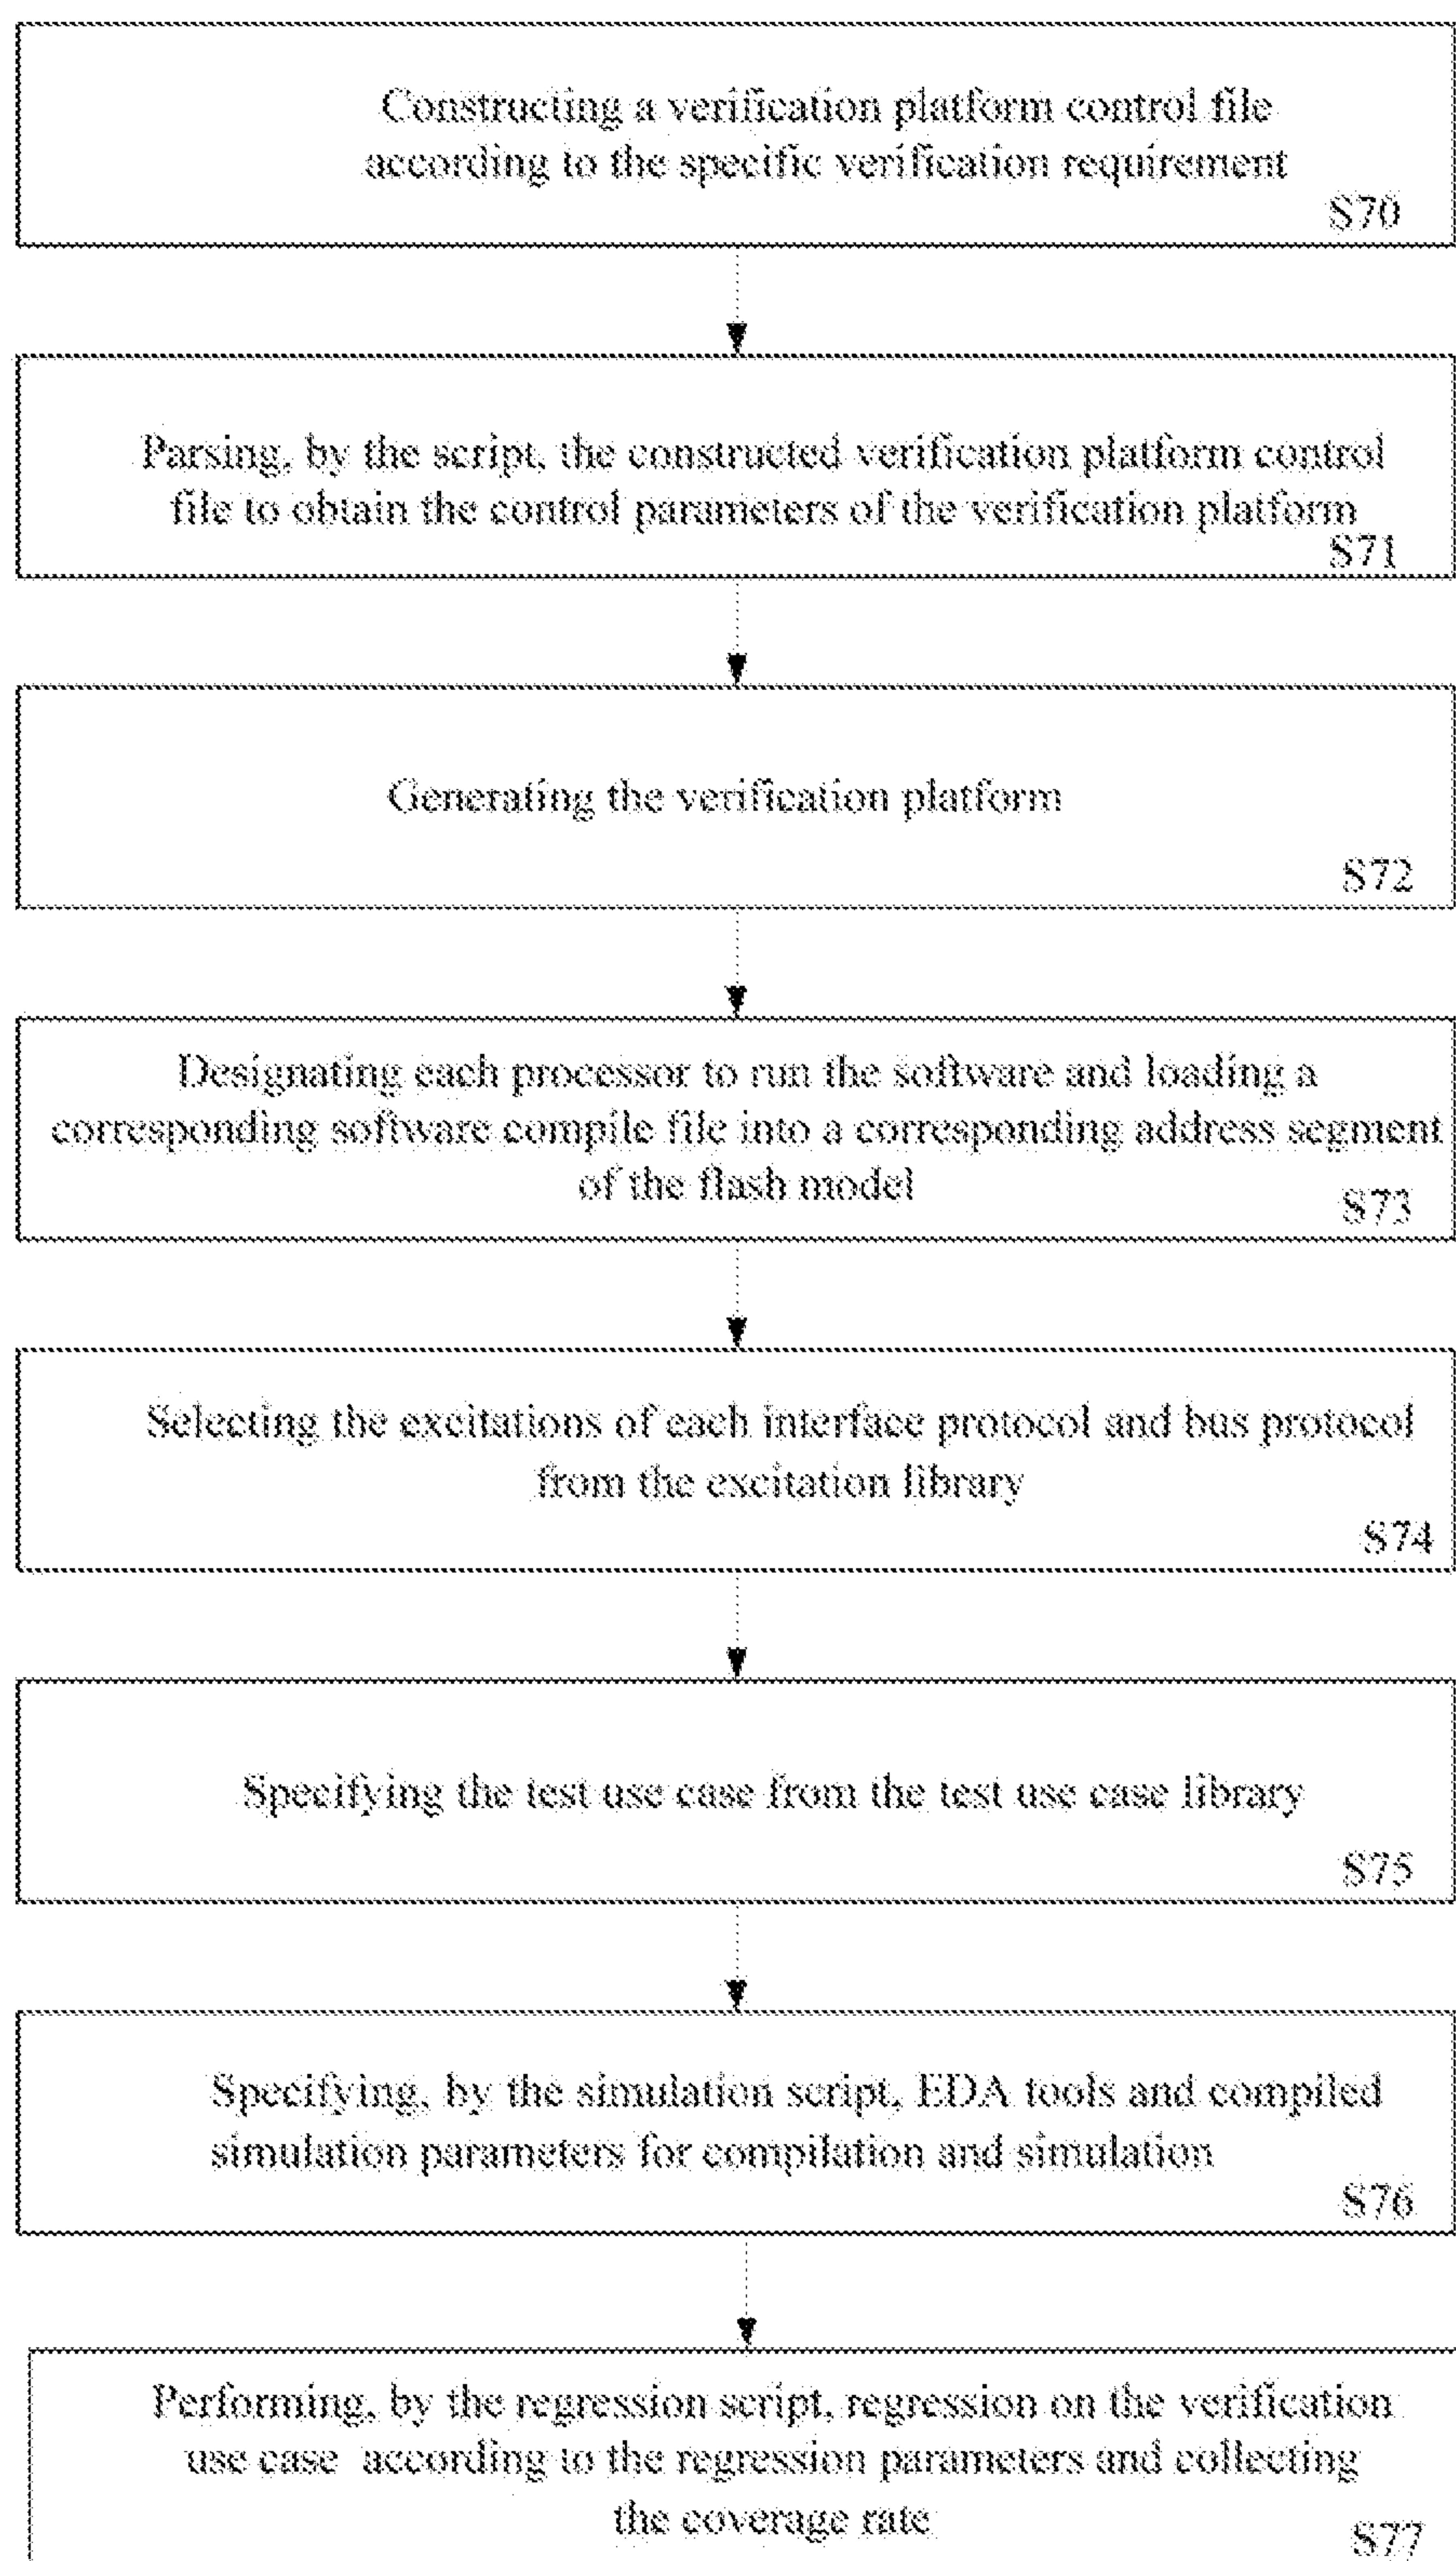 Constructing a verification platform control file
according to the specific verification requirement
S70
Parsing, by the script, the constructed verification platform control
file to obtain the control parameters of the verification platform
S71
Generating the verification platform
S72
Designating each processor to run the software and loading a
corresponding software compile file into a corresponding address segment
of the flash model
S73
Selecting the excitations of each interface protocol and bus protocol
from the excitation library
S74
Specifying the test use case from the test use case library
S75
Specifying, by the simulation script, EDA tools and compiled
simulation parameters for compilation and simulation
S76
Performing, by the regression script, regression on the verification
use case according to the regression parameters and collecting
the coverage rate
S77